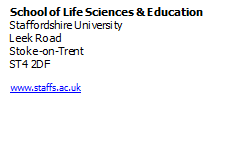 School of Life Sciences & Education
Staffordshire University
Leek Road
Stoke-on-Trent
ST4 2DF
www.staffs.ac.uk